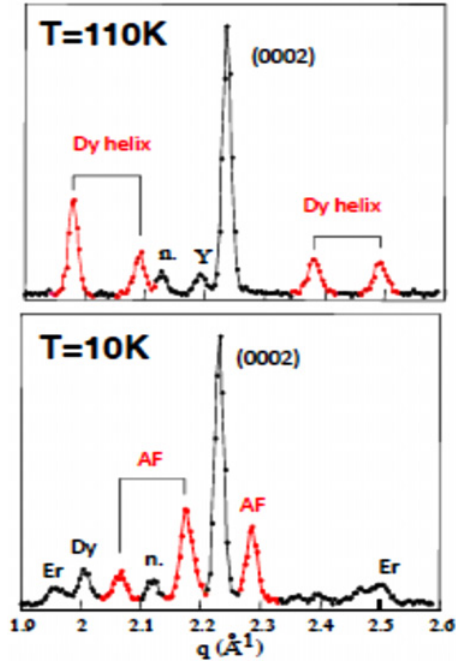 T=110K
(0002)
Dy helix
n.
Y
Dy helix
T=10K
(0002)
AF
AF
Er
Dy
n.
Er
1.9 2 2.1 2.2 2.3 2.4 2.5 2.6
q (Å¹)